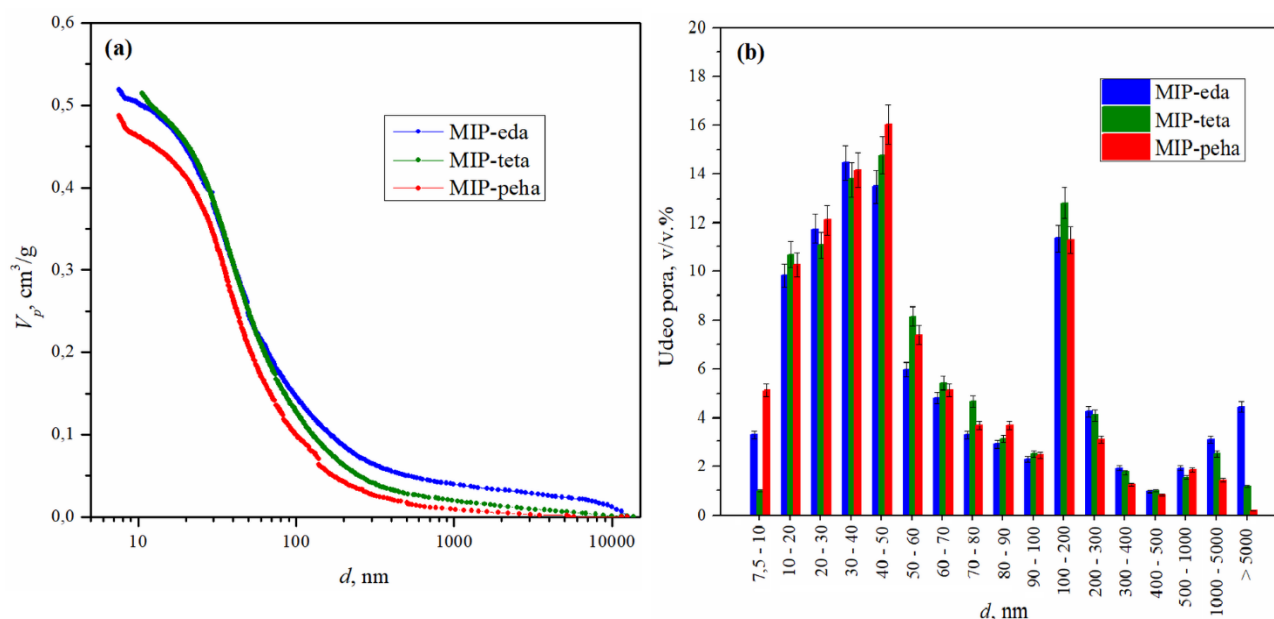 (a)
0,6
0,5
0,4
0,3
0,2
0,1
0,0
V_p, cm³/g
10
100
1000
10000
d, nm
MIP-eda
MIP-teta
MIP-peha
(b)
20
18
16
14
12
10
8
6
4
2
0
Udeo pora, v/v.%
MIP-eda
MIP-teta
MIP-peha
7,5 - 10
10 - 20
20 - 30
30 - 40
40 - 50
50 - 60
60 - 70
70 - 80
80 - 90
90 - 100
100 - 200
200 - 300
300 - 400
400 - 500
500 - 1000
1000 - 5000
> 5000
d, nm